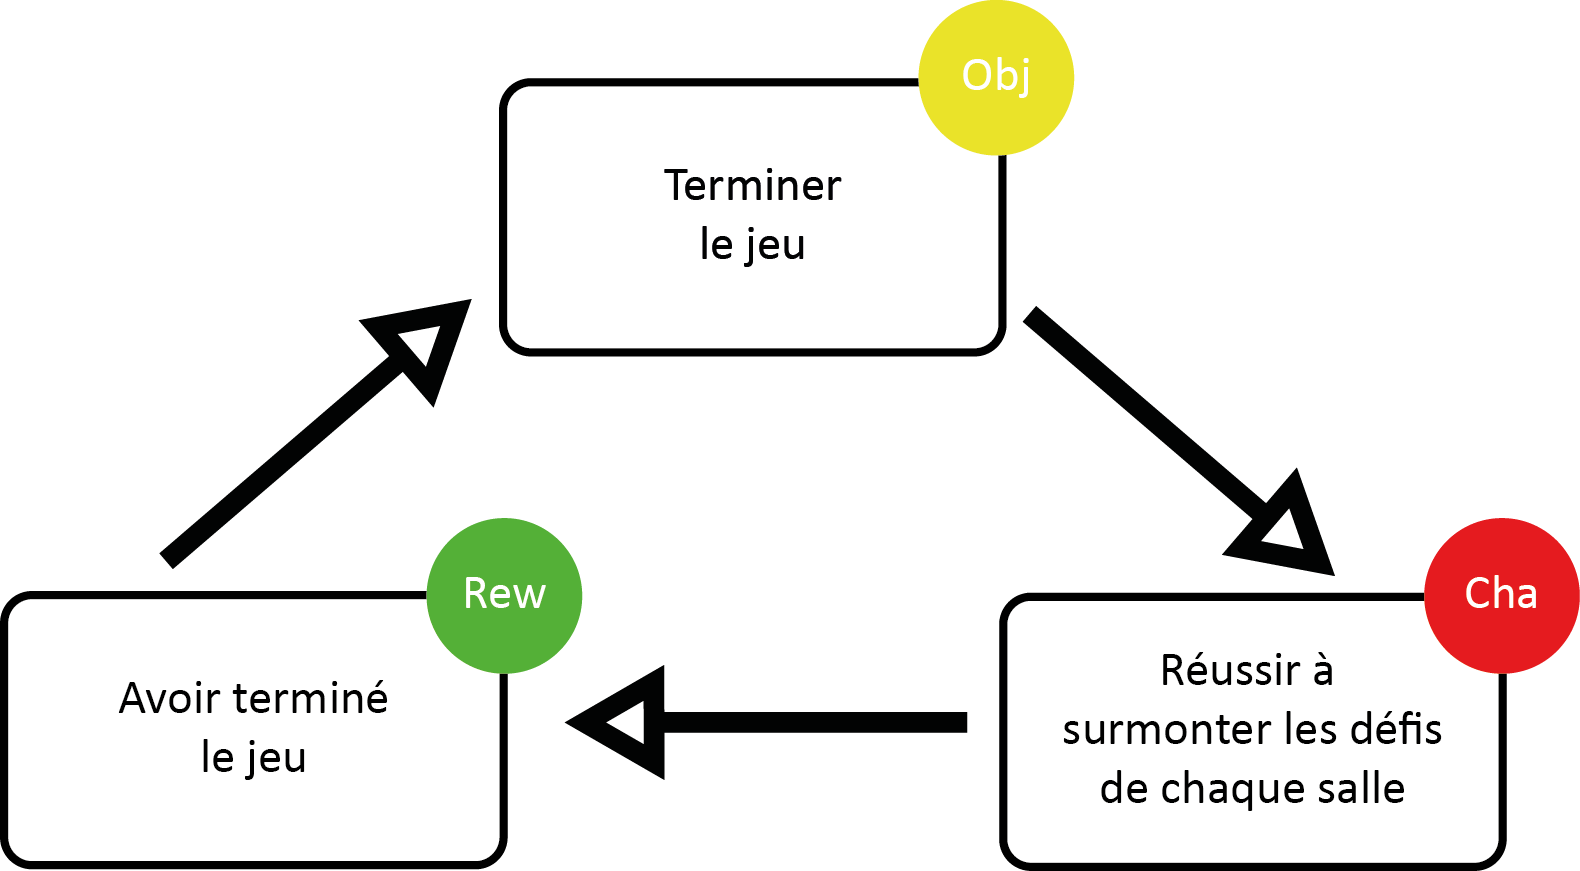 Obj
Terminer
le jeu
Rew
Avoir terminé
le jeu
Cha
Réussir à
surmonter les défis
de chaque salle